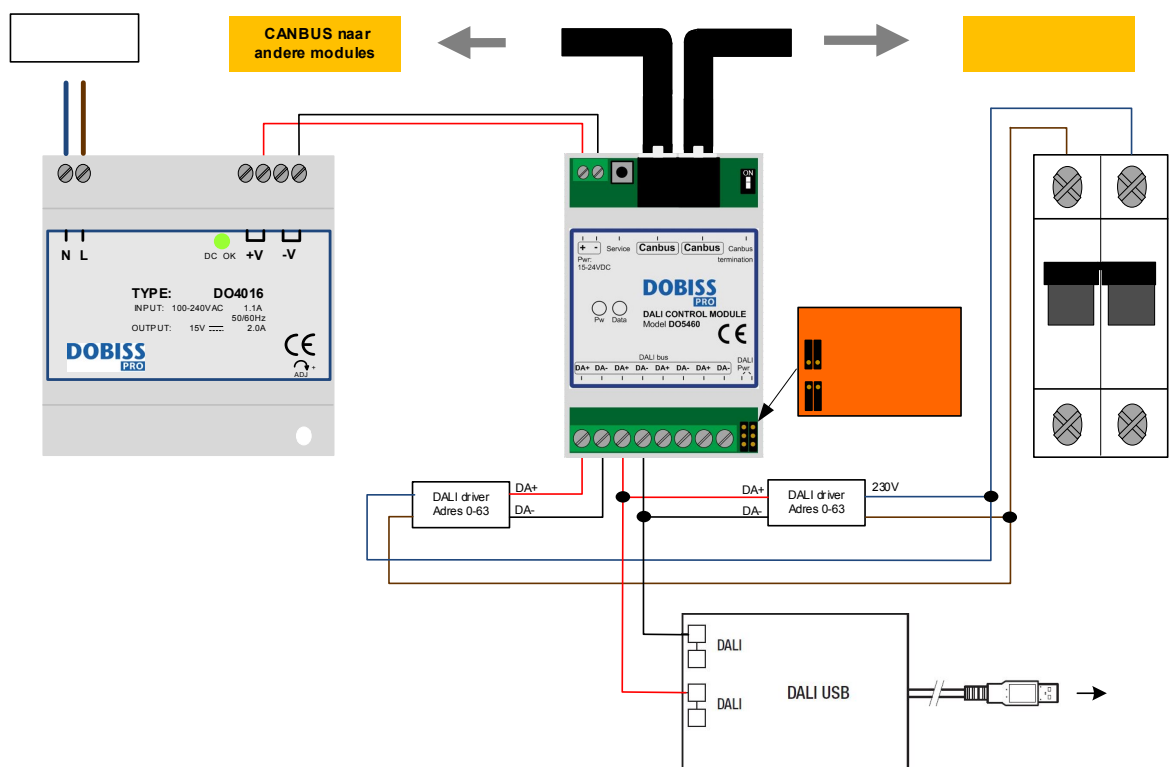 CANBUS naar
andere modules
N L
DC OK
+V
-V
TYPE: DO4016
INPUT: 100-240VAC 1.1A
50/60Hz
OUTPUT: 15V 2.0A
DOBISS
PRO
CE
ADJ
+
ON
+ -
Service
Canbus
Canbus
Canbus
termination
Pwr:
15-24VDC
DOBISS
PRO
Pw
Data
DALI CONTROL MODULE
Model DO5460
CE
DALI bus
DALI
Pwr
DA+ DA- DA+ DA- DA+ DA- DA+ DA-
DALI driver
Adres 0-63
DA+
DA-
DA+
DA-
DALI driver
Adres 0-63
230V
DALI
DALI
DALI USB